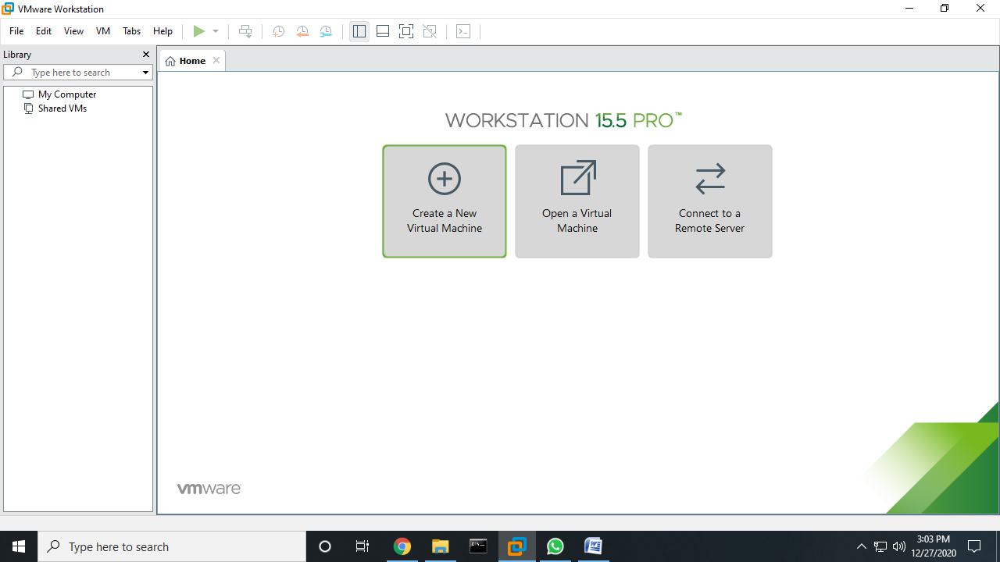 VMware Workstation
File Edit View VM Tabs Help
Library
Type here to search
My Computer
Shared VMs
Home
WORKSTATION 15.5 PRO™
Create a New
Virtual Machine
Open a Virtual
Machine
Connect to a
Remote Server
vmware
Type here to search
3:03 PM
12/27/2020